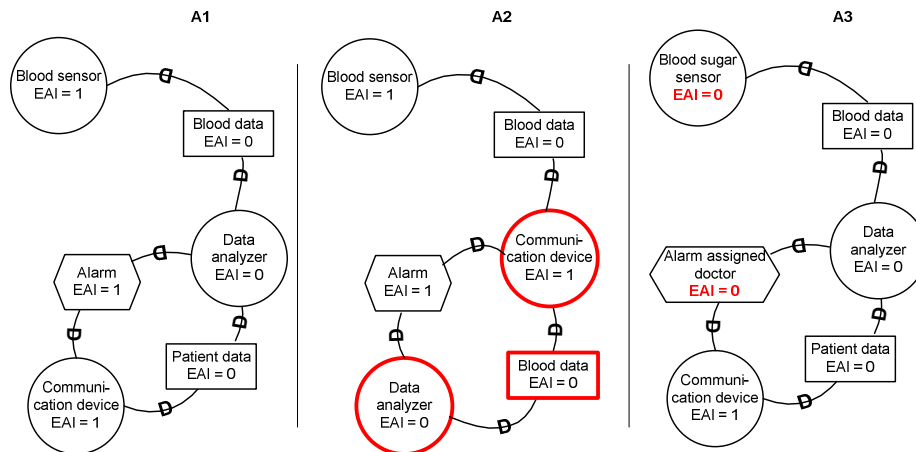 A1
Blood sensor
EAI = 1
D
Blood data
EAI = 0
D
Data
analyzer
EAI = 0
D
Alarm
EAI = 1
D
D
Patient data
EAI = 0
Communi-
cation device
EAI = 1
D
A2
Blood sensor
EAI = 1
D
Blood data
EAI = 0
D
Communi-
cation device
EAI = 1
D
Alarm
EAI = 1
D
D
Blood data
EAI = 0
Data
analyzer
EAI = 0
D
A3
Blood sugar
sensor
EAI = 0
D
Blood data
EAI = 0
D
Data
analyzer
EAI = 0
D
Alarm assigned
doctor
EAI = 0
D
D
Patient data
EAI = 0
Communi-
cation device
EAI = 1
D